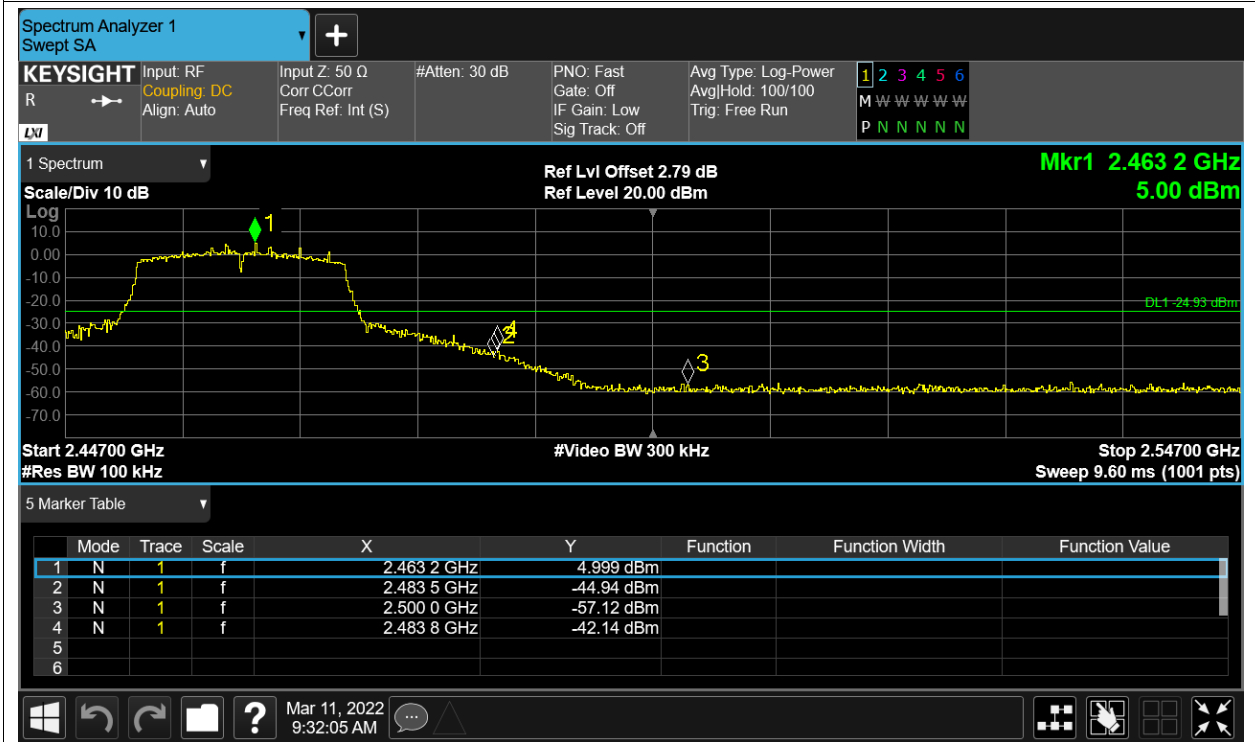 Spectrum Analyzer 1
Swept SA
+
KEYSIGHT Input: RF Input Z: 50 Ω #Atten: 30 dB PNO: Fast Avg Type: Log-Power 1 2 3 4 5 6
R Coupling: DC Corr CCorr Gate: Off Avg|Hold: 100/100 M W W W W W
Align: Auto Freq Ref: Int (S) IF Gain: Low Trig: Free Run
LXI Sig Track: Off P N N N N N
1 Spectrum Ref Lvl Offset 2.79 dB Mkr1 2.463 2 GHz
Scale/Div 10 dB Ref Level 20.00 dBm 5.00 dBm
Log
1
10.0
0.00
-10.0
-20.0
DL1 -24.93 dBm
-30.0
4
2
-40.0
3
-50.0
-60.0
-70.0
Start 2.44700 GHz #Video BW 300 kHz Stop 2.54700 GHz
#Res BW 100 kHz Sweep 9.60 ms (1001 pts)
5 Marker Table
Mode Trace Scale X Y Function Function Width Function Value
1 N 1 f 2.463 2 GHz 4.999 dBm
2 N 1 f 2.483 5 GHz -44.94 dBm
3 N 1 f 2.500 0 GHz -57.12 dBm
4 N 1 f 2.483 8 GHz -42.14 dBm
5
6
? Mar 11, 2022
9:32:05 AM